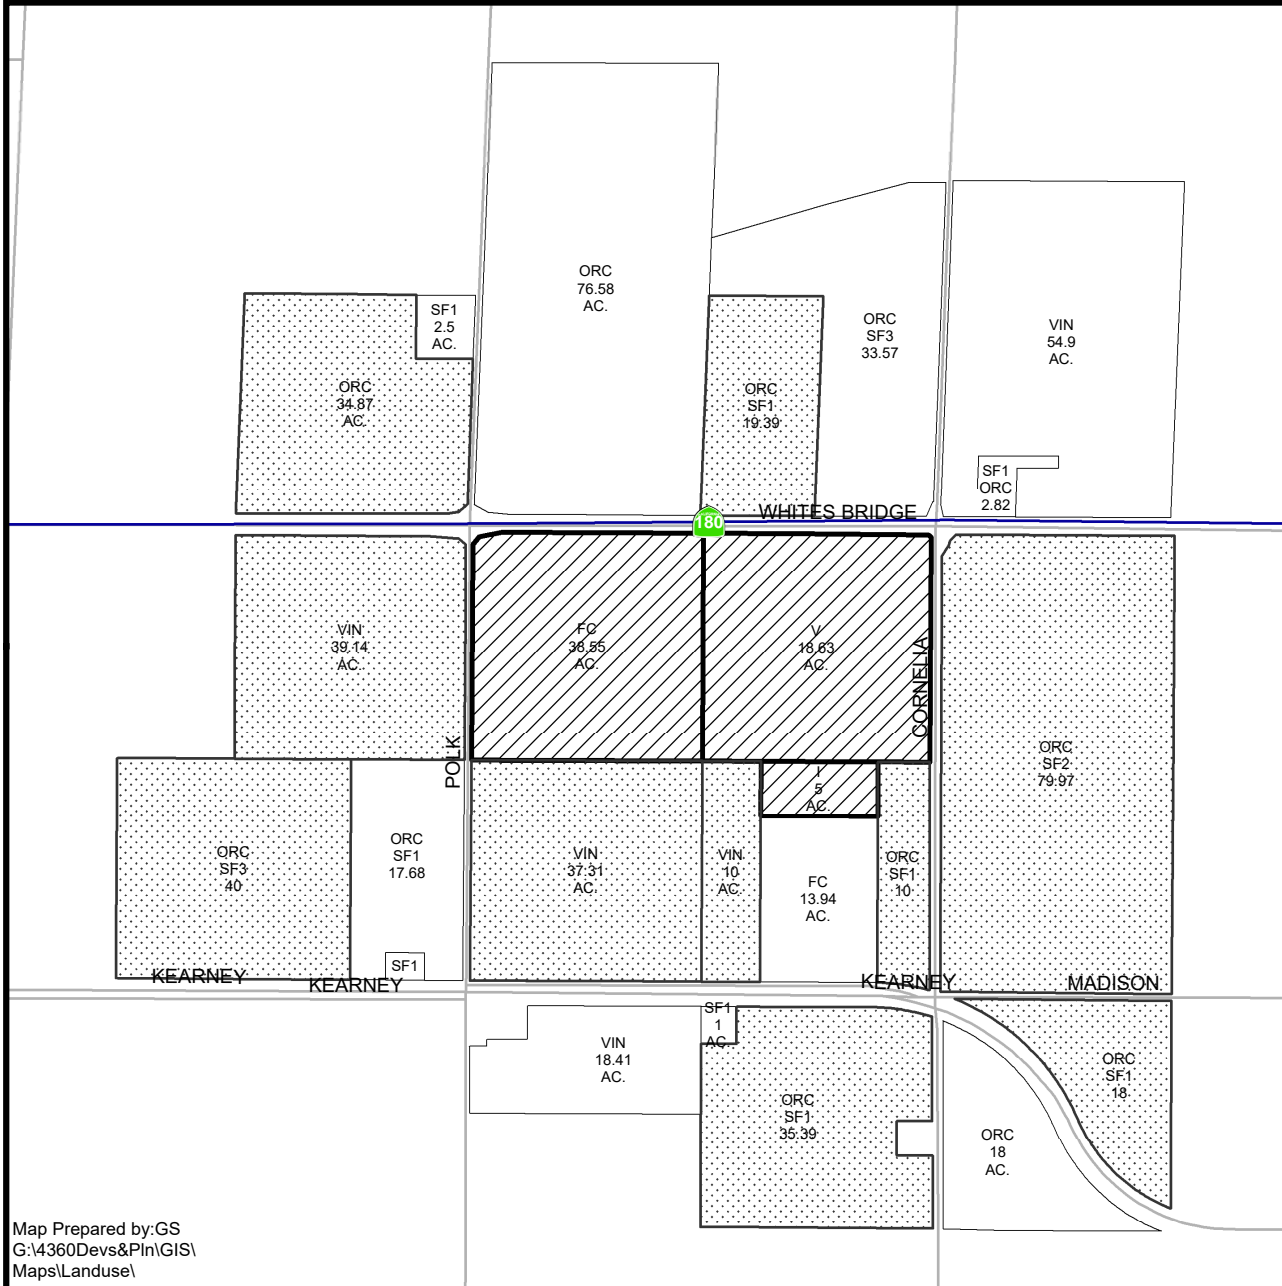 ORC
76.58
AC.
SF1
2.5
AC.
ORC
SF3
33.57
VIN
54.9
AC.
ORC
34.87
AC.
ORC
SF1
19.39
SF1
ORC
2.82
WHITES BRIDGE
180
VIN
39.14
AC.
FC
38.55
AC.
V
18.63
AC.
CORNELIA
POLK
ORC
SF2
79.97
I
5
AC.
ORC
SF3
40
ORC
SF1
17.68
VIN
37.31
AC.
VIN
10
AC.
FC
13.94
AC.
ORC
SF1
10
SF1
KEARNEY
KEARNEY
KEARNEY
MADISON
SF1
1
AC.
VIN
18.41
AC.
ORC
SF1
35.39
ORC
SF1
18
ORC
18
AC.
Map Prepared by:GS
G:\4360Devs&Pln\GIS\
Maps\Landuse\